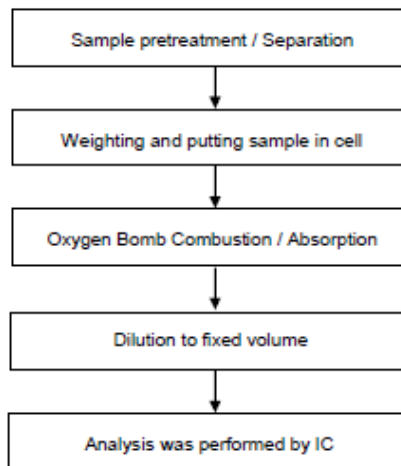 Sample pretreatment / Separation
Weighting and putting sample in cell
Oxygen Bomb Combustion / Absorption
Dilution to fixed volume
Analysis was performed by IC